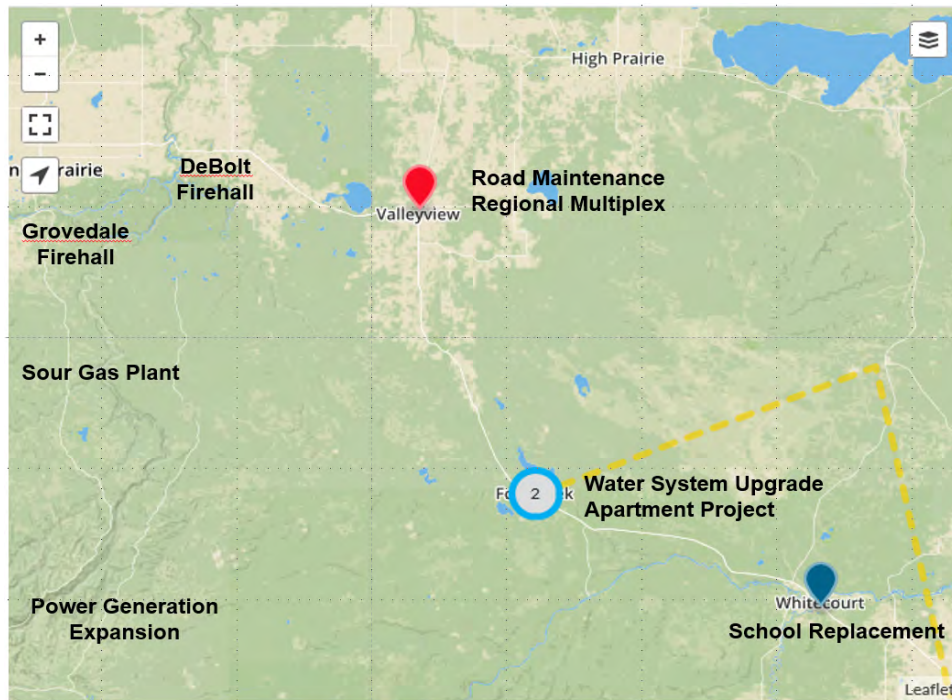 +
−
High Prairie
rairie
DeBolt
Firehall
Road Maintenance
Regional Multiplex
Valleyview
Grovedale
Firehall
Sour Gas Plant
2
Water System Upgrade
Apartment Project
Power Generation
Expansion
Whitecourt
School Replacement
Leaflet